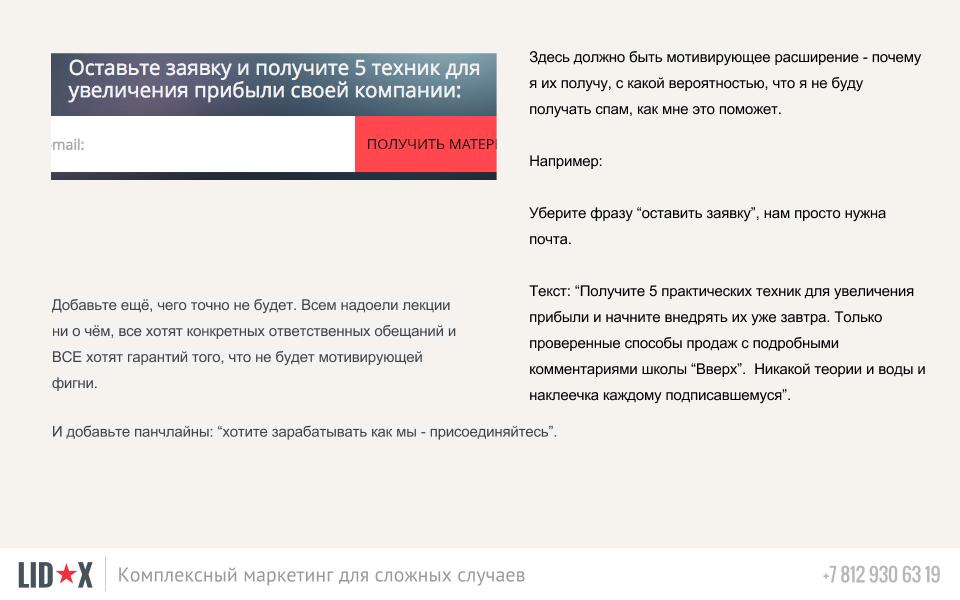 Оставьте заявку и получите 5 техник для
увеличения прибыли своей компании:
mail:
ПОЛУЧИТЬ МАТЕРИ
Добавьте ещё, чего точно не будет. Всем надоели лекции
ни о чём, все хотят конкретных ответственных обещаний и
ВСЕ хотят гарантий того, что не будет мотивирующей
фигни.
И добавьте панчлайны: “хотите зарабатывать как мы - присоединяйтесь”.
Здесь должно быть мотивирующее расширение - почему
я их получу, с какой вероятностью, что я не буду
получать спам, как мне это поможет.
Например:
Уберите фразу “оставить заявку”, нам просто нужна
почта.
Текст: “Получите 5 практических техник для увеличения
прибыли и начните внедрять их уже завтра. Только
проверенные способы продаж с подробными
комментариями школы “Вверх”.  Никакой теории и воды и
наклеечка каждому подписавшемуся”.
LID★X
Комплексный маркетинг для сложных случаев
+7 812 930 63 19